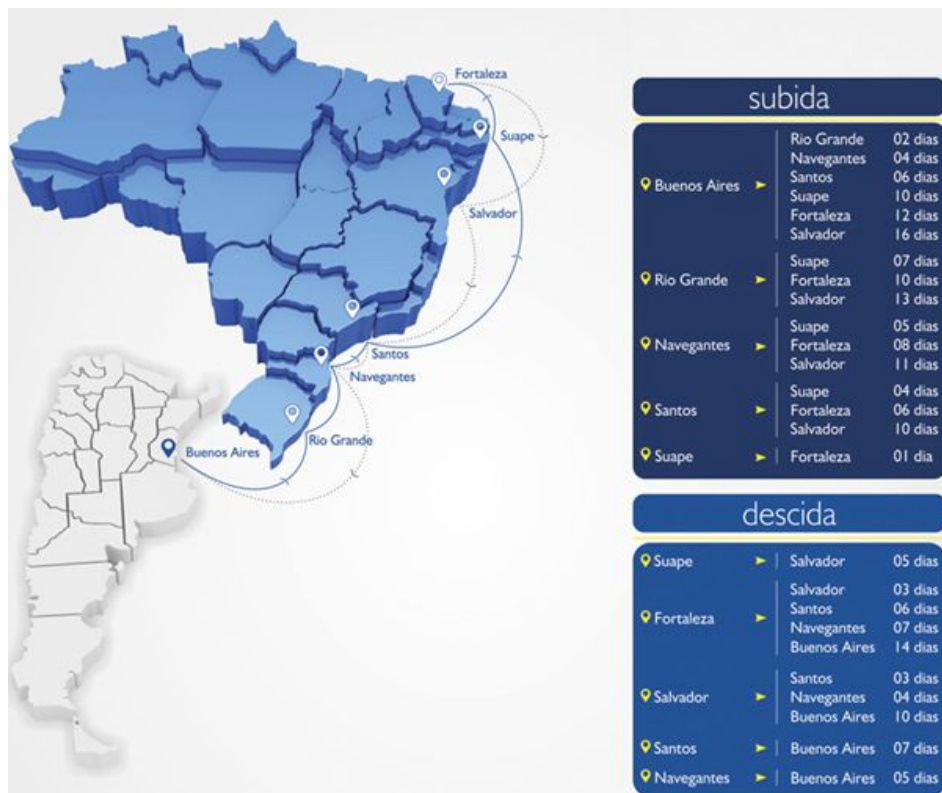 Fortaleza
Suape
Salvador
Santos
Navegantes
Rio Grande
Buenos Aires
subida
Buenos Aires
Rio Grande 02 dias
Navegantes 04 dias
Santos 06 dias
Suape 10 dias
Fortaleza 12 dias
Salvador 16 dias
Rio Grande
Suape 07 dias
Fortaleza 10 dias
Salvador 13 dias
Navegantes
Suape 05 dias
Fortaleza 08 dias
Salvador 11 dias
Santos
Suape 04 dias
Fortaleza 06 dias
Salvador 10 dias
Suape
Fortaleza 01 dia
descida
Suape
Salvador 05 dias
Fortaleza
Salvador 03 dias
Santos 06 dias
Navegantes 07 dias
Buenos Aires 14 dias
Salvador
Santos 03 dias
Navegantes 04 dias
Buenos Aires 10 dias
Santos
Buenos Aires 07 dias
Navegantes
Buenos Aires 05 dias